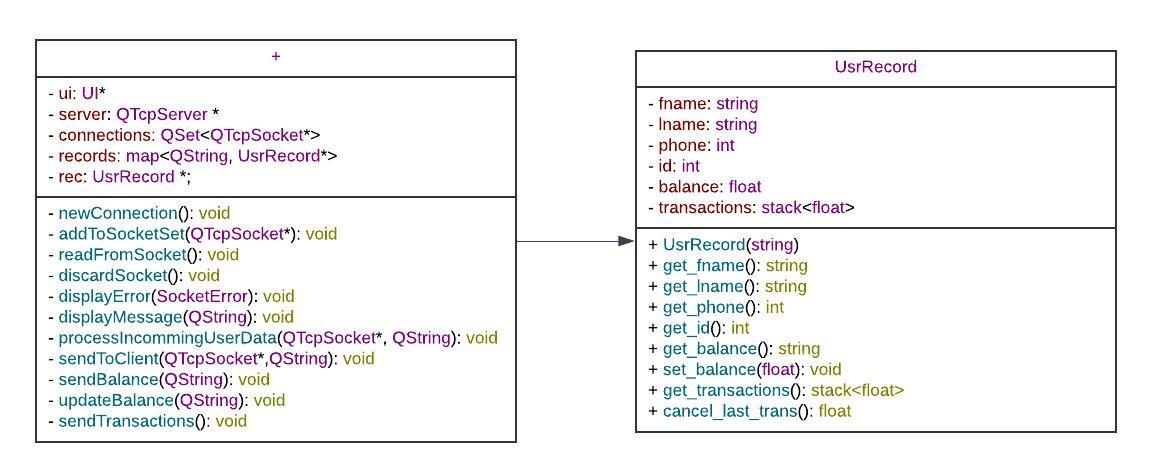 +
- ui: UI*
- server: QTcpServer *
- connections: QSet<QTcpSocket*>
- records: map<QString, UsrRecord*>
- rec: UsrRecord *;
- newConnection(): void
- addToSocketSet(QTcpSocket*): void
- readFromSocket(): void
- discardSocket(): void
- displayError(SocketError): void
- displayMessage(QString): void
- processIncommingUserData(QTcpSocket*, QString): void
- sendToClient(QTcpSocket*,QString): void
- sendBalance(QString): void
- updateBalance(QString): void
- sendTransactions(): void
UsrRecord
- fname: string
- lname: string
- phone: int
- id: int
- balance: float
- transactions: stack<float>
+ UsrRecord(string)
+ get_fname(): string
+ get_lname(): string
+ get_phone(): int
+ get_id(): int
+ get_balance(): string
+ set_balance(float): void
+ get_transactions(): stack<float>
+ cancel_last_trans(): float